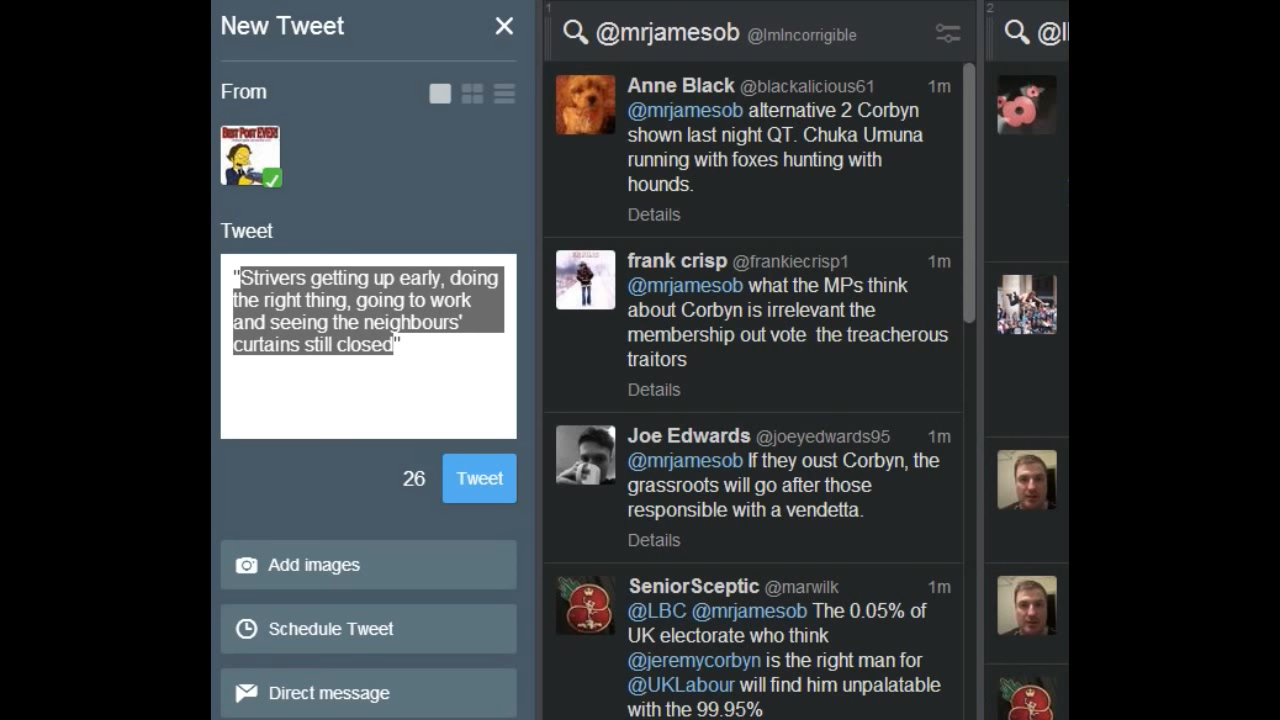 New Tweet
From
BEST POST EVER!
Tweet
"Strivers getting up early, doing
the right thing, going to work
and seeing the neighbours'
curtains still closed"
26
Tweet
Add images
Schedule Tweet
Direct message
1
@mrjamesob @ImIncorrigible
Anne Black @blackalicious61 1m
@mrjamesob alternative 2 Corbyn
shown last night QT. Chuka Umuna
running with foxes hunting with
hounds.
Details
frank crisp @frankiecrisp1 1m
@mrjamesob what the MPs think
about Corbyn is irrelevant the
membership out vote the treacherous
traitors
Details
Joe Edwards @joeyedwards95 1m
@mrjamesob If they oust Corbyn, the
grassroots will go after those
responsible with a vendetta.
Details
SeniorSceptic @marwilk 1m
@LBC @mrjamesob The 0.05% of
UK electorate who think
@jeremycorbyn is the right man for
@UKLabour will find him unpalatable
with the 99.95%
2